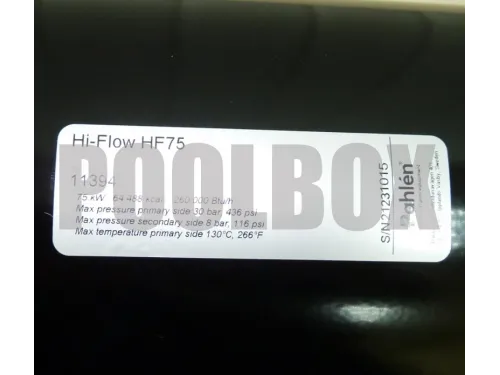 Hi-Flow HF75
POOLBOX
11394
75 kW 64 488 kcal 260 000 Btu/h
Max pressure primary side 30 bar, 436 psi
Max pressure secondary side 8 bar, 116 psi
Max temperature primary side 130°C, 266°F
Pahlén
S/N 21231015